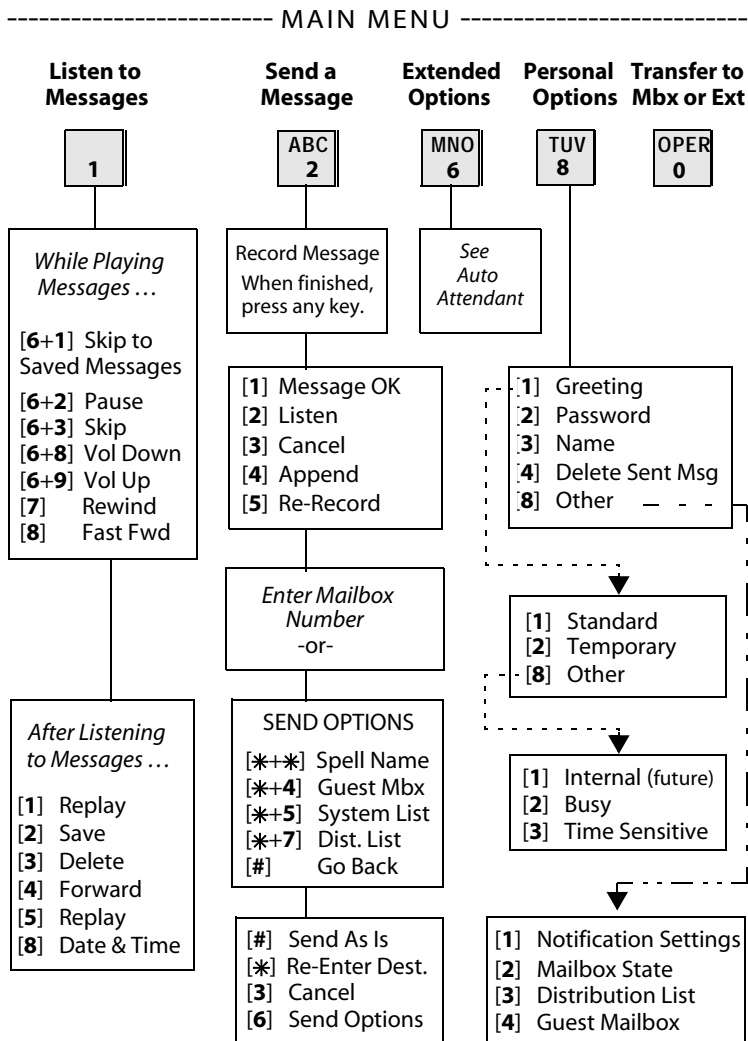 MAIN MENU
Listen to
Messages
1
While Playing
Messages …
[6+1] Skip to
Saved Messages
[6+2] Pause
[6+3] Skip
[6+8] Vol Down
[6+9] Vol Up
[7] Rewind
[8] Fast Fwd
After Listening
to Messages …
[1] Replay
[2] Save
[3] Delete
[4] Forward
[5] Replay
[8] Date & Time
Send a
Message
ABC
2
Record Message
When finished,
press any key.
[1] Message OK
[2] Listen
[3] Cancel
[4] Append
[5] Re-Record
Enter Mailbox
Number
-or-
SEND OPTIONS
[*+*] Spell Name
[*+4] Guest Mbx
[*+5] System List
[*+7] Dist. List
[#] Go Back
[#] Send As Is
[*] Re-Enter Dest.
[3] Cancel
[6] Send Options
Extended
Options
MNO
6
See
Auto
Attendant
Personal
Options
TUV
8
[1] Greeting
[2] Password
[3] Name
[4] Delete Sent Msg
[8] Other
[1] Standard
[2] Temporary
[8] Other
[1] Internal (future)
[2] Busy
[3] Time Sensitive
[1] Notification Settings
[2] Mailbox State
[3] Distribution List
[4] Guest Mailbox
Transfer to
Mbx or Ext
OPER
0